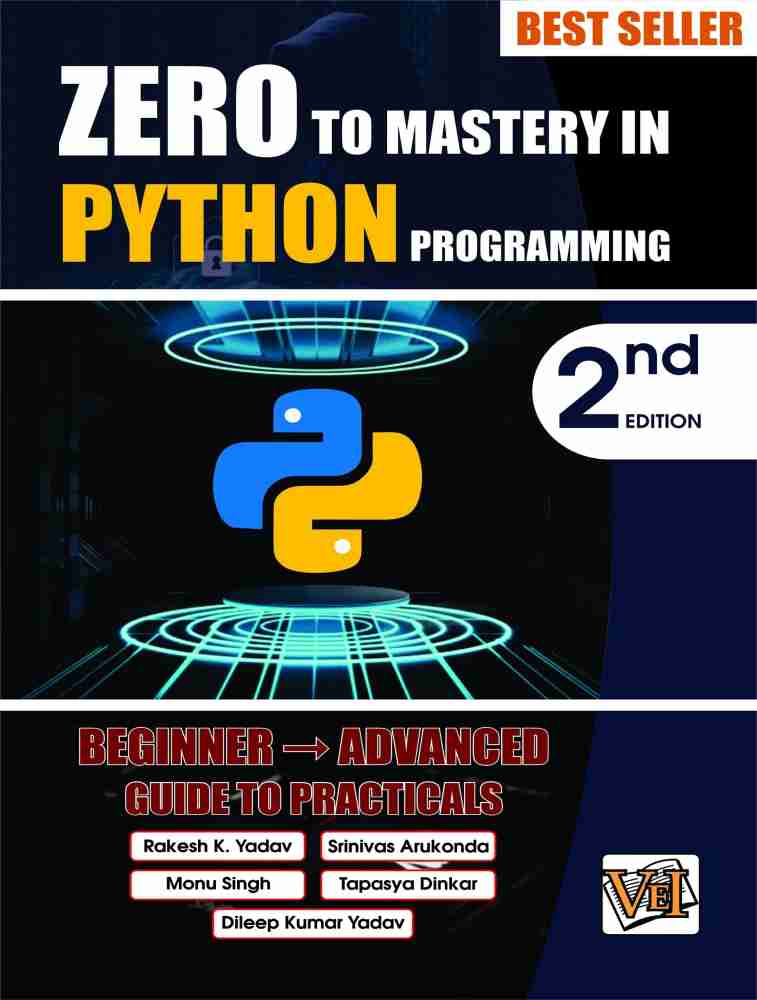 BEST SELLER
ZERO TO MASTERY IN
PYTHON PROGRAMMING
2nd
EDITION
BEGINNER → ADVANCED
GUIDE TO PRACTICALS
Rakesh K. Yadav
Srinivas Arukonda
Monu Singh
Tapasya Dinkar
Dileep Kumar Yadav
VEI